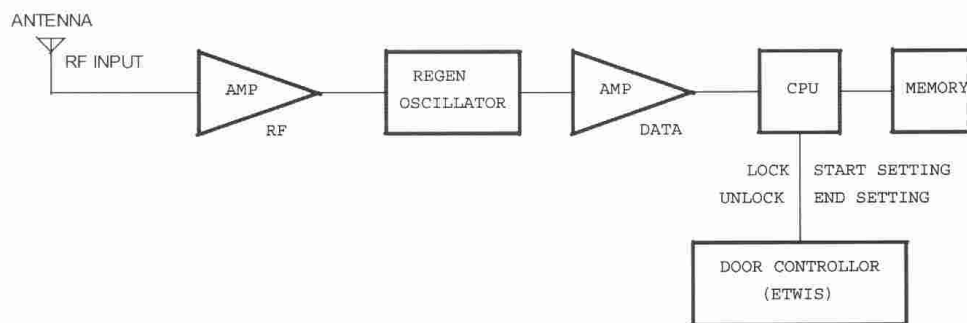 ANTENNA
RF INPUT
AMP
RF
REGEN
OSCILLATOR
AMP
DATA
CPU
MEMORY
LOCK
UNLOCK
START SETTING
END SETTING
DOOR CONTROLLOR
(ETWIS)